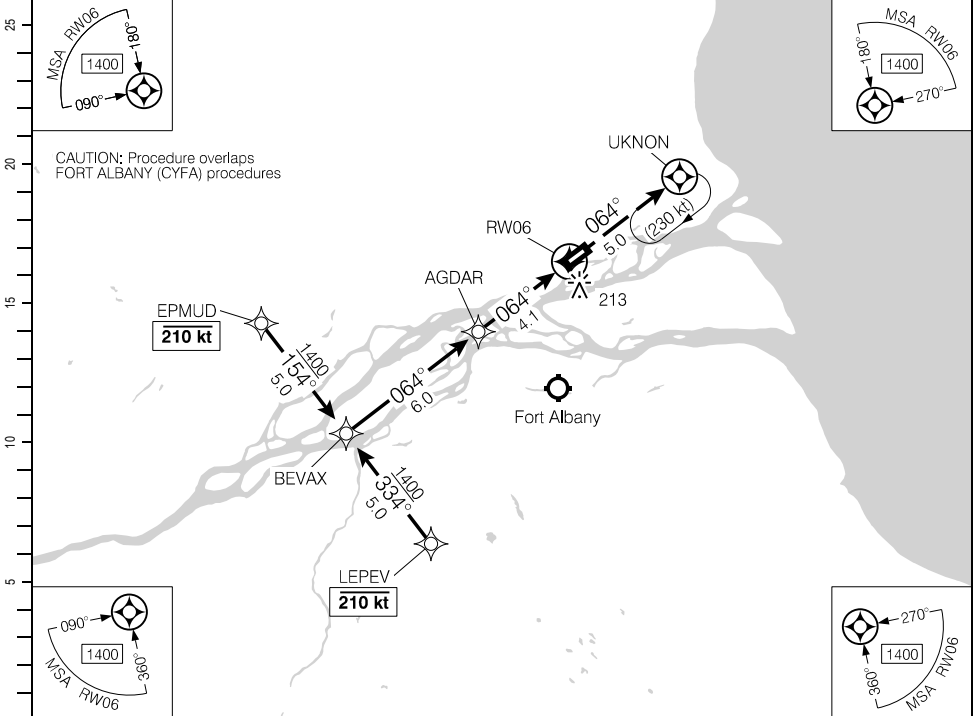 25
20
15
10
5
MSA RW06
180°
1400
090°
MSA RW06
180°
1400
270°
CAUTION: Procedure overlaps
FORT ALBANY (CYFA) procedures
UKNON
064°
5.0
(230 kt)
RW06
213
AGDAR
064°
4.1
EPMUD
210 kt
1400
154°
5.0
064°
6.0
BEVAX
Fort Albany
1400
334°
5.0
LEPEV
210 kt
090°
1400
360°
MSA RW06
270°
1400
360°
MSA RW06